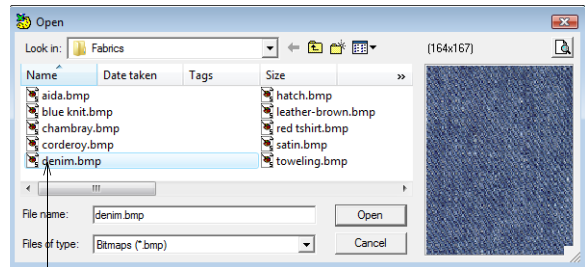 Open
Look in: Fabrics (164x167)
Name Date taken Tags Size »
aida.bmp hatch.bmp
blue knit.bmp leather-brown.bmp
chambray.bmp red tshirt.bmp
corderoy.bmp satin.bmp
denim.bmp toweling.bmp
File name: denim.bmp Open
Files of type: Bitmaps (*.bmp) Cancel